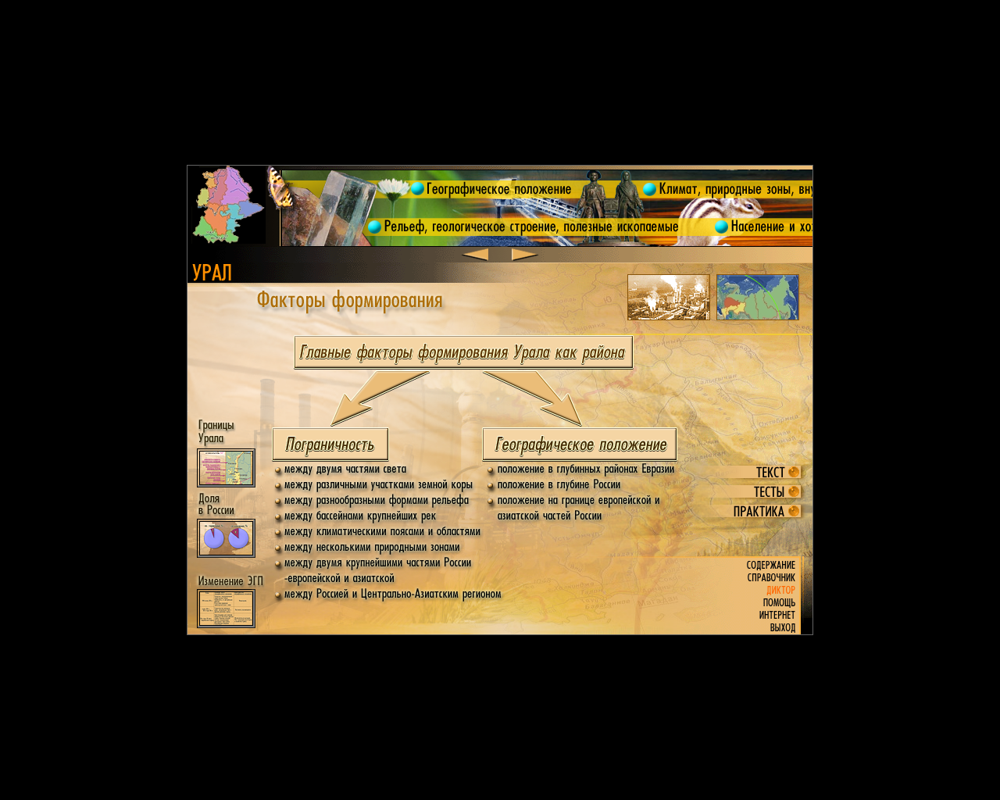 Географическое положение
Климат, природные зоны, вну
Рельеф, геологическое строение, полезные ископаемые
Население и хоз
УРАЛ
Факторы формирования
Главные факторы формирования Урала как района
Пограничность
между двумя частями света
между различными участками земной коры
между разнообразными формами рельефа
между бассейнами крупнейших рек
между климатическими поясами и областями
между несколькими природными зонами
между двумя крупнейшими частями России
-европейской и азиатской
между Россией и Центрально-Азиатским регионом
Географическое положение
положение в глубинных районах Евразии
положение в глубине России
положение на границе европейской и
азиатской частей России
Границы
Урала
Доля
в России
Изменение ЭГП
ТЕКСТ
ТЕСТЫ
ПРАКТИКА
СОДЕРЖАНИЕ
СПРАВОЧНИК
ДИКТОР
ПОМОЩЬ
ИНТЕРНЕТ
ВЫХОД